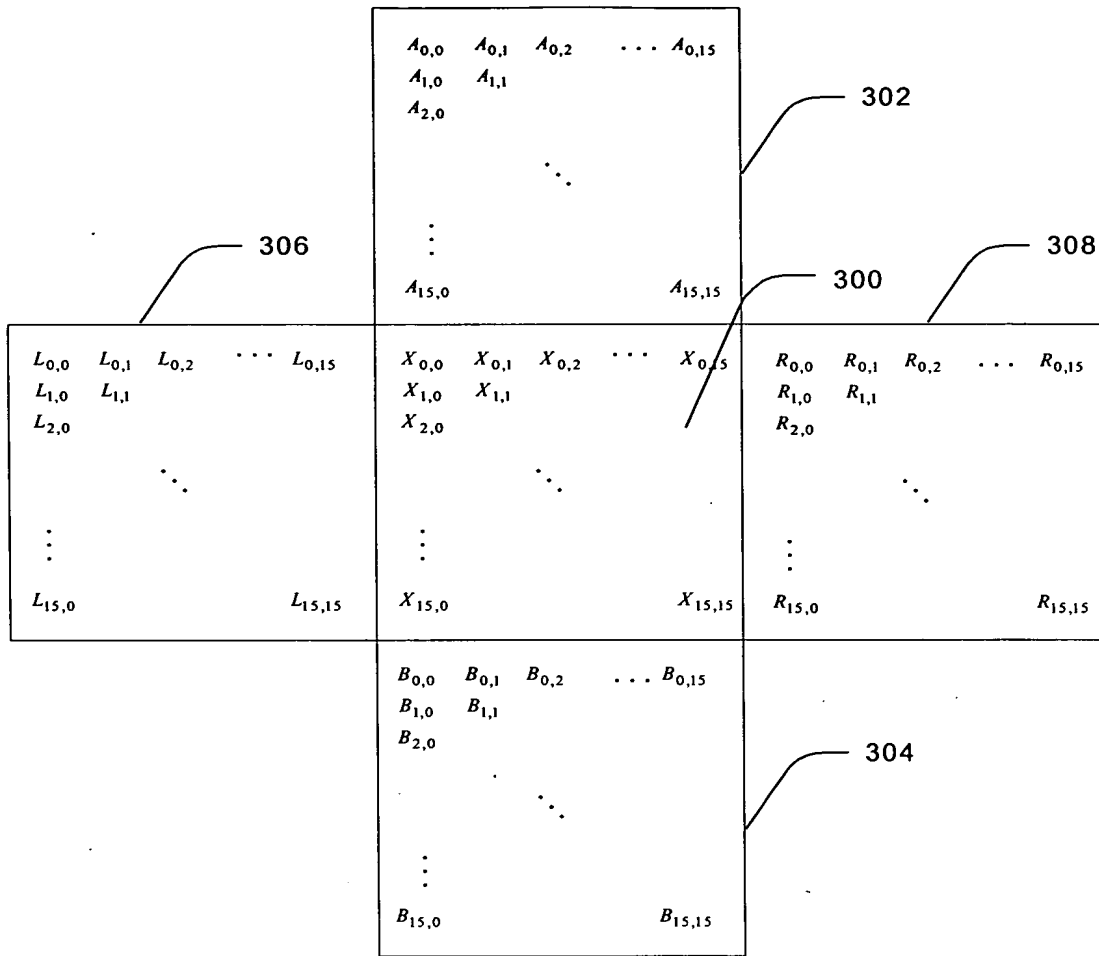 A0,0 A0,1 A0,2 ··· A0,15
A1,0 A1,1
A2,0
302
A15,0 A15,15
306
308
300
L0,0 L0,1 L0,2 ··· L0,15
L1,0 L1,1
L2,0
L15,0 L15,15
X0,0 X0,1 X0,2 ··· X0,15
X1,0 X1,1
X2,0
X15,0 X15,15
R0,0 R0,1 R0,2 ··· R0,15
R1,0 R1,1
R2,0
R15,0 R15,15
B0,0 B0,1 B0,2 ··· B0,15
B1,0 B1,1
B2,0
304
B15,0 B15,15